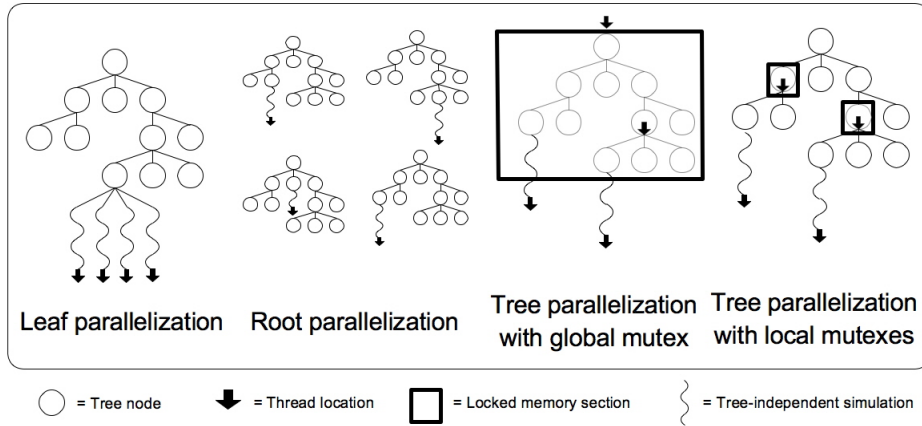 Leaf parallelization
Root parallelization
Tree parallelization
with global mutex
Tree parallelization
with local mutexes
= Tree node
= Thread location
= Locked memory section
= Tree-independent simulation